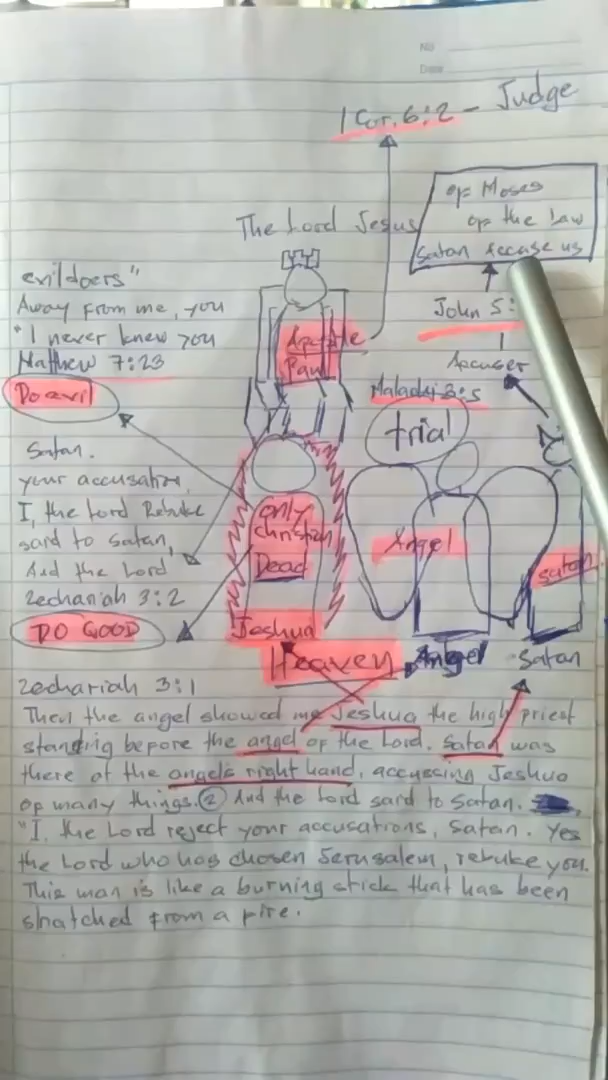 No
Date
1 Cor. 6:2 - Judge
of Moses
of the law
Satan accuse us
The Lord Jesus
evildoers"
Away from me, you
"I never knew you
Matthew 7:23
Do evil
Apostle
Paul
John 5:
Accuser
Malachi 3:5
trial
Satan.
your accusation,
I, the Lord Rebuke
said to Satan,
And the Lord
Zechariah 3:2
DO GOOD
only
christian
Dead
Jeshua
Angel
satan
Heaven
Angel
Satan
Zechariah 3:1
Then the angel showed me Jeshua the high priest
standing before the angel of the Lord. Satan was
there at the angel's right hand, accussing Jeshua
of many things. ② And the Lord said to Satan.
"I, the Lord reject your accusations, Satan. Yes
the Lord who has chosen Jerusalem, rebuke you.
This man is like a burning stick that has been
snatched from a fire.